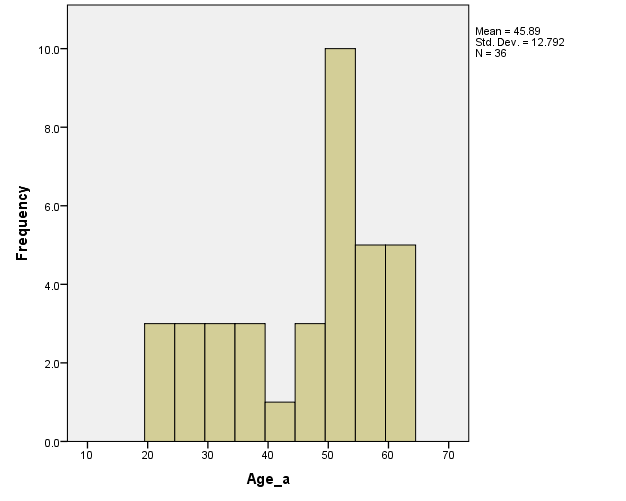 Mean = 45.89
Std. Dev. = 12.792
N = 36
Frequency
10.0
8.0
6.0
4.0
2.0
0.0
10 20 30 40 50 60 70
Age_a